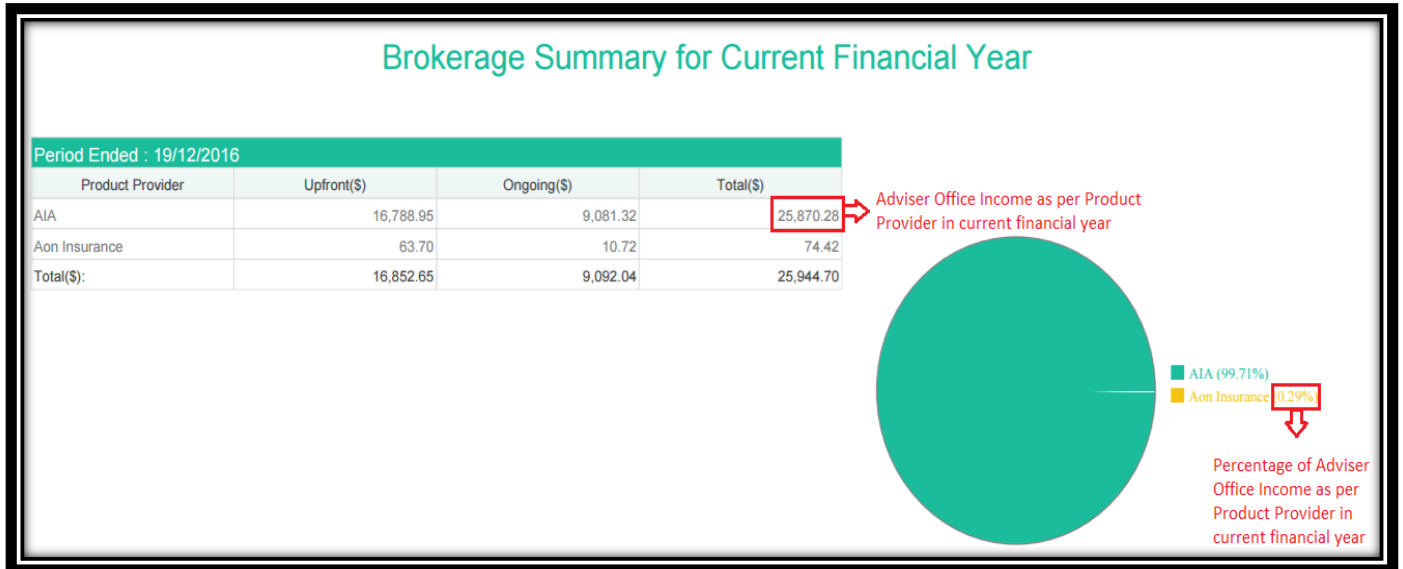 Brokerage Summary for Current Financial Year
Period Ended : 19/12/2016
Product Provider Upfront($) Ongoing($) Total($)
AIA 16,788.95 9,081.32 25,870.28
Aon Insurance 63.70 10.72 74.42
Total($): 16,852.65 9,092.04 25,944.70
Adviser Office Income as per Product
Provider in current financial year
AIA (99.71%)
Aon Insurance (0.29%)
Percentage of Adviser
Office Income as per
Product Provider in
current financial year